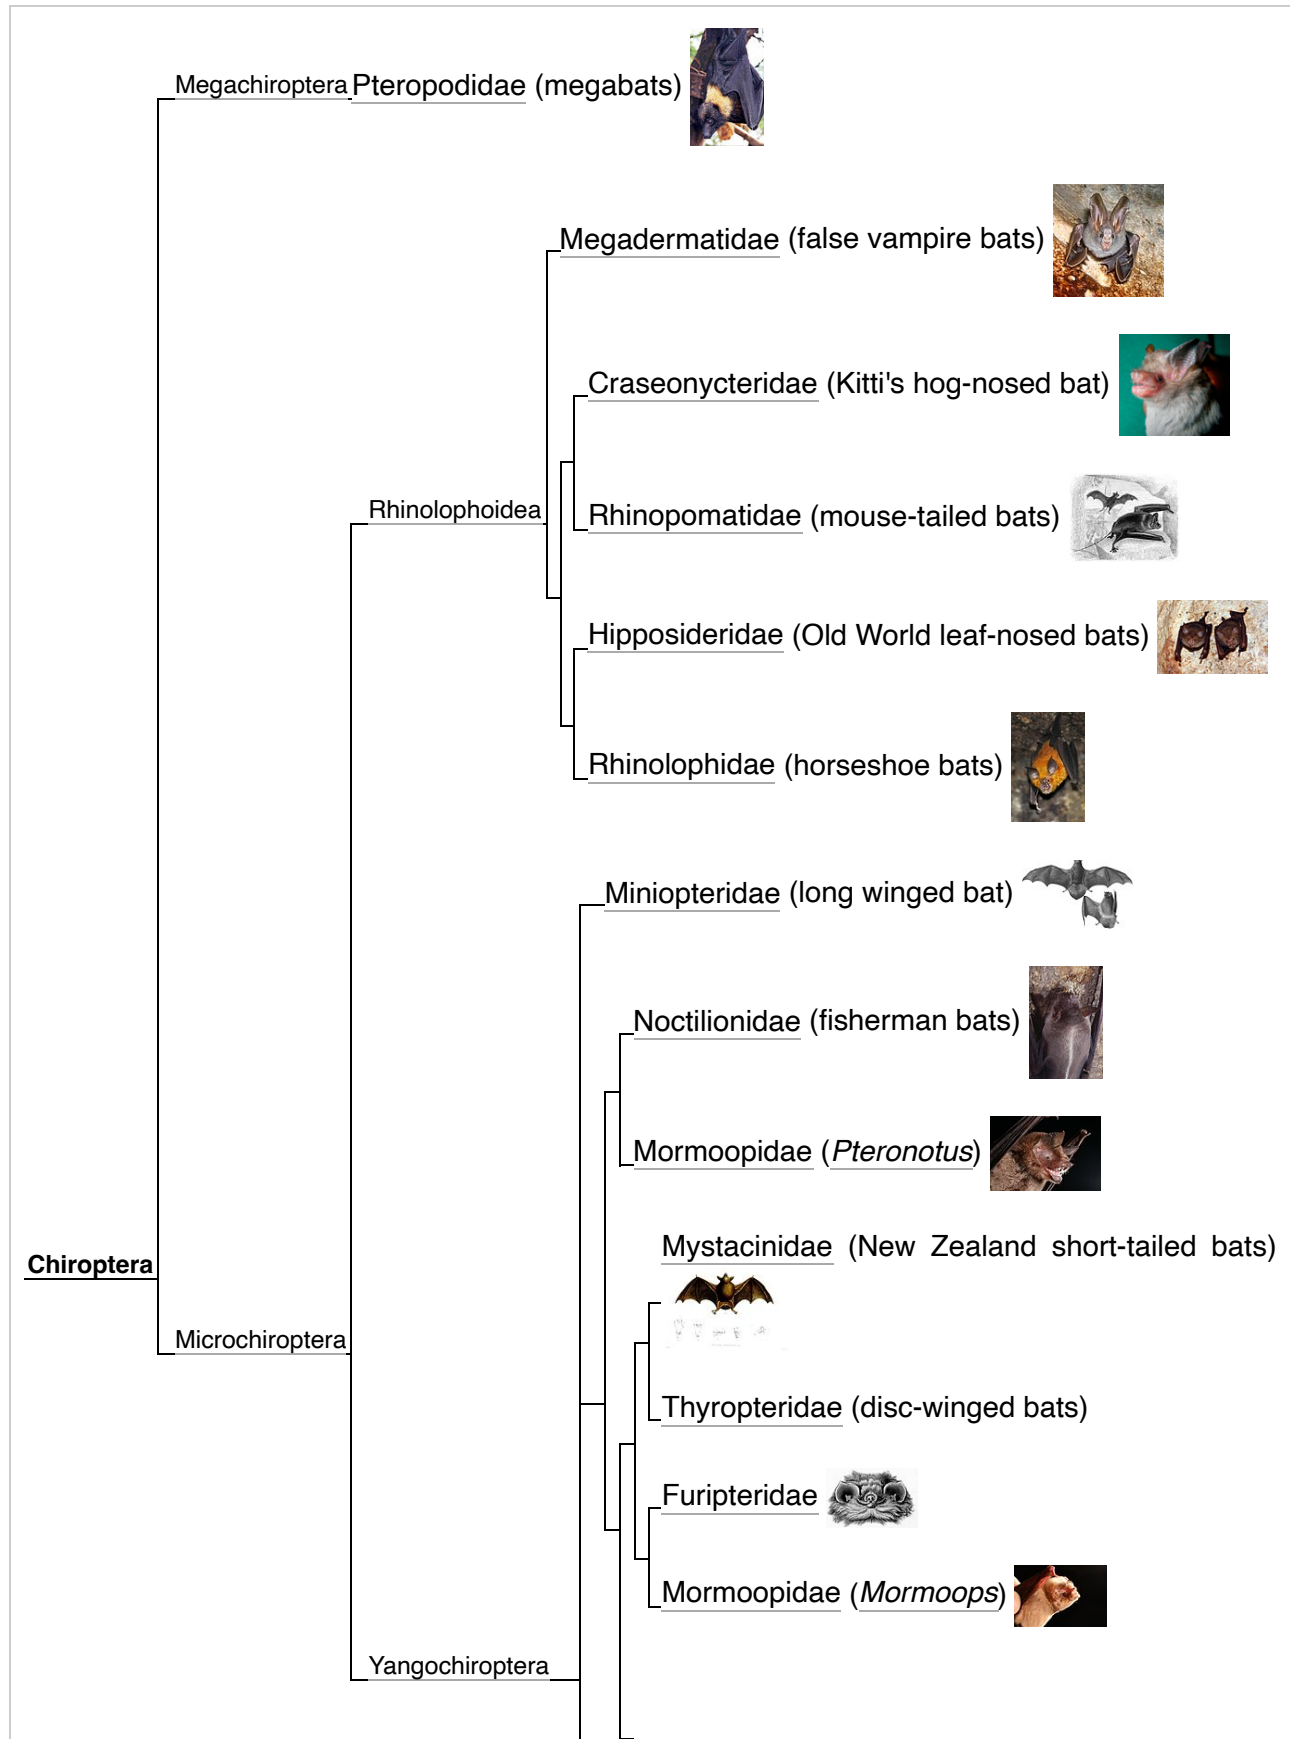 Megachiroptera Pteropodidae (megabats)
Megadermatidae (false vampire bats)
Craseonycteridae (Kitti's hog-nosed bat)
Rhinolophoidea
Rhinopomatidae (mouse-tailed bats)
Hipposideridae (Old World leaf-nosed bats)
Rhinolophidae (horseshoe bats)
Miniopteridae (long winged bat)
Noctilionidae (fisherman bats)
Mormoopidae (Pteronotus)
Mystacinidae (New Zealand short-tailed bats)
Chiroptera
Microchiroptera
Thyropteridae (disc-winged bats)
Furipteridae
Mormoopidae (Mormoops)
Yangochiroptera